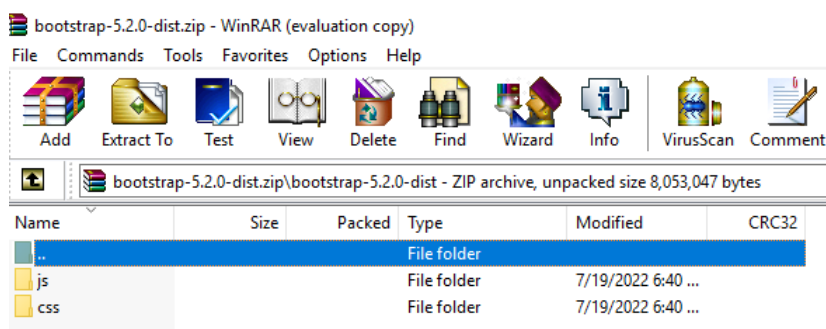 bootstrap-5.2.0-dist.zip - WinRAR (evaluation copy)
File Commands Tools Favorites Options Help
Add Extract To Test View Delete Find Wizard Info VirusScan Comment
bootstrap-5.2.0-dist.zip\bootstrap-5.2.0-dist - ZIP archive, unpacked size 8,053,047 bytes
Name Size Packed Type Modified CRC32
.. File folder
js File folder 7/19/2022 6:40 ...
css File folder 7/19/2022 6:40 ...